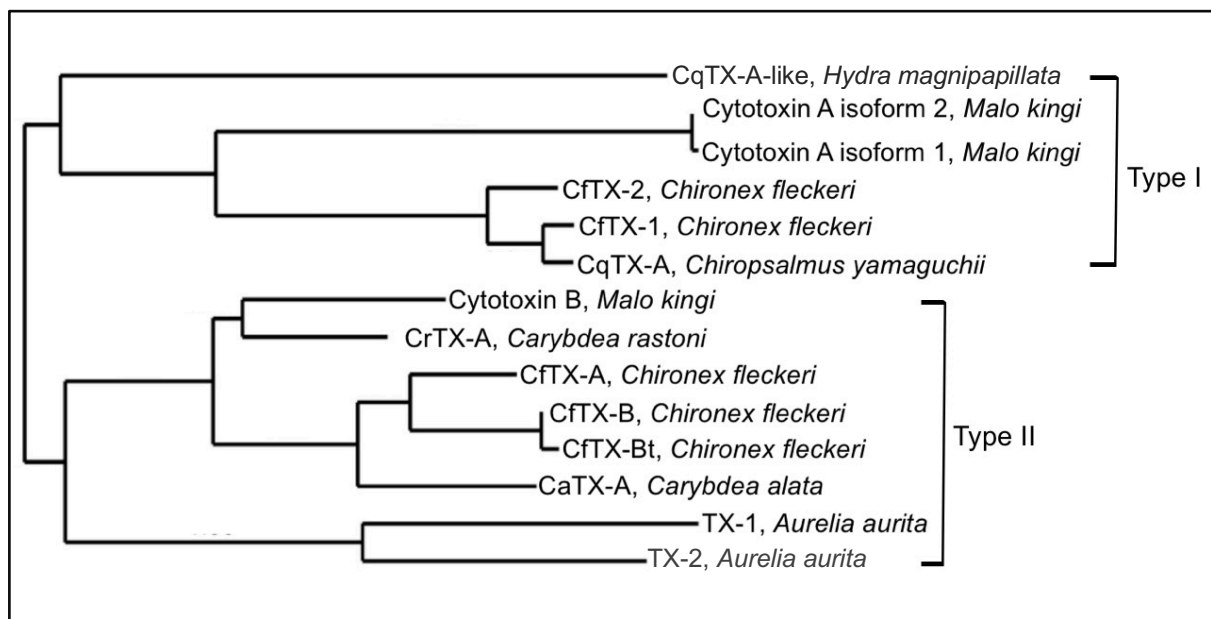 CqTX-A-like, Hydra magnipapillata
Cytotoxin A isoform 2, Malo kingi
Cytotoxin A isoform 1, Malo kingi
Type I
CfTX-2, Chironex fleckeri
CfTX-1, Chironex fleckeri
CqTX-A, Chiropsalmus yamaguchii
Cytotoxin B, Malo kingi
CrTX-A, Carybdea rastoni
CfTX-A, Chironex fleckeri
CfTX-B, Chironex fleckeri
Type II
CfTX-Bt, Chironex fleckeri
CaTX-A, Carybdea alata
TX-1, Aurelia aurita
TX-2, Aurelia aurita